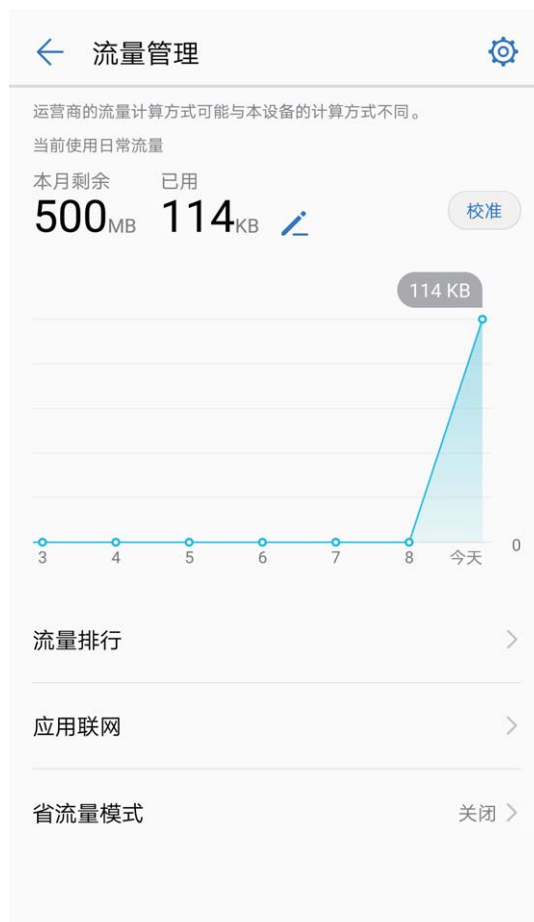 流量管理
运营商的流量计算方式可能与本设备的计算方式不同。
当前使用日常流量
本月剩余 已用
500MB 114KB 校准
114 KB
0
3 4 5 6 7 8 今天
流量排行
应用联网
省流量模式 关闭